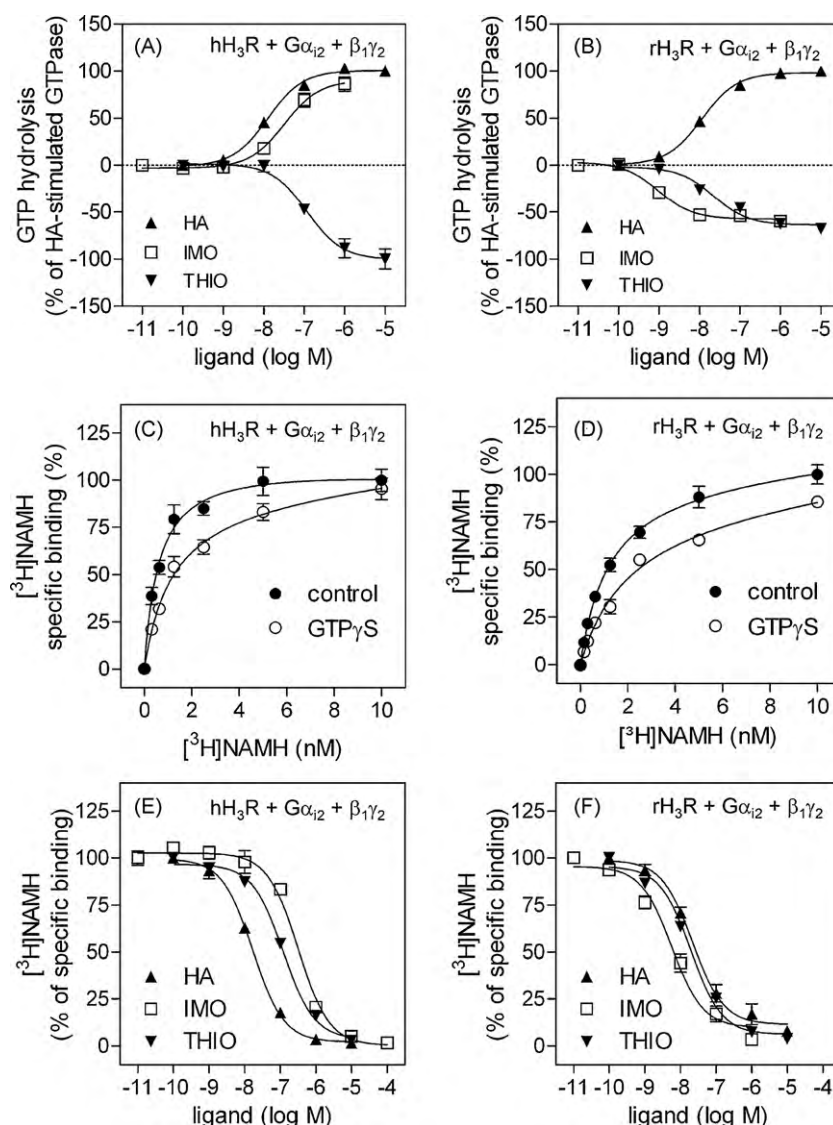 (A) hH₃R + Gαᵢ₂ + β₁γ₂
GTP hydrolysis
(% of HA-stimulated GTPase)
150
100
50
0
-50
-100
-150
HA
IMO
THIO
-11 -10 -9 -8 -7 -6 -5
ligand (log M)
(B) rH₃R + Gαᵢ₂ + β₁γ₂
GTP hydrolysis
(% of HA-stimulated GTPase)
150
100
50
0
-50
-100
-150
HA
IMO
THIO
-11 -10 -9 -8 -7 -6 -5
ligand (log M)
(C) hH₃R + Gαᵢ₂ + β₁γ₂
[³H]NAMH
specific binding (%)
125
100
75
50
25
0
control
GTPγS
0 2 4 6 8 10
[³H]NAMH (nM)
(D) rH₃R + Gαᵢ₂ + β₁γ₂
[³H]NAMH
specific binding (%)
125
100
75
50
25
0
control
GTPγS
0 2 4 6 8 10
[³H]NAMH (nM)
(E) hH₃R + Gαᵢ₂ + β₁γ₂
[³H]NAMH
(% of specific binding)
125
100
75
50
25
0
HA
IMO
THIO
-11 -10 -9 -8 -7 -6 -5 -4
ligand (log M)
(F) rH₃R + Gαᵢ₂ + β₁γ₂
[³H]NAMH
(% of specific binding)
125
100
75
50
25
0
HA
IMO
THIO
-11 -10 -9 -8 -7 -6 -5 -4
ligand (log M)